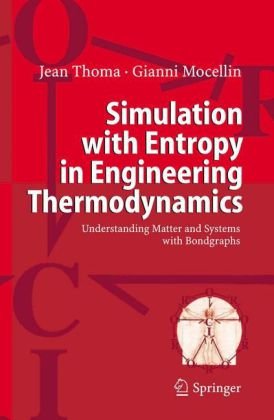 Jean Thoma · Gianni Mocellin
Simulation
with Entropy
in Engineering
Thermodynamics
Understanding Matter and Systems
with Bondgraphs
Springer